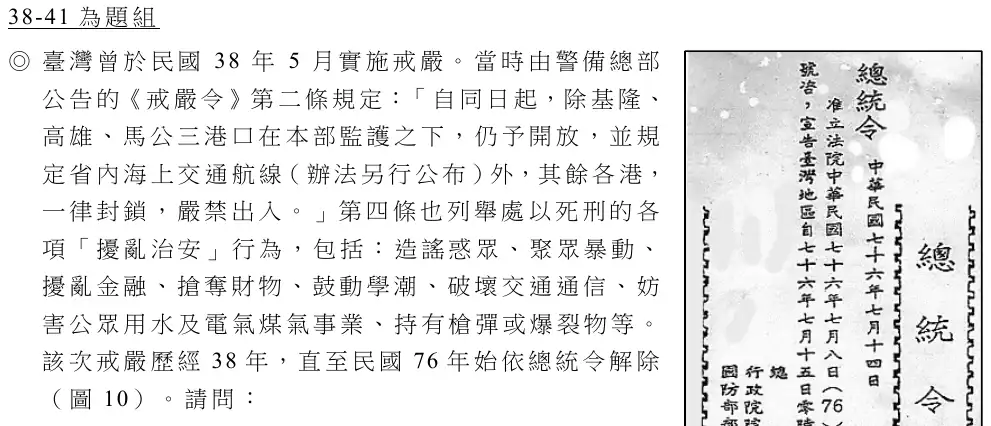 38-41 為題組
◎ 臺灣曾於民國 38 年 5 月實施戒嚴。當時由警備總部
公告的《戒嚴令》第二條規定：「自同日起，除基隆、
高雄、馬公三港口在本部監護之下，仍予開放，並規
定省內海上交通航線（辦法另行公布）外，其餘各港，
一律封鎖，嚴禁出入。」第四條也列舉處以死刑的各
項「擾亂治安」行為，包括：造謠惑眾、聚眾暴動、
擾亂金融、搶奪財物、鼓動學潮、破壞交通通信、妨
害公眾用水及電氣煤氣事業、持有槍彈或爆裂物等。
該次戒嚴歷經 38 年，直至民國 76 年始依總統令解除
（圖 10）。請問：
總統令
總統令 中華民國七十六年七月十四日
准立法院中華民國七十六年七月八日（76）
號咨，宣告臺灣地區自七十六年七月十五日零時
總
行政院院
國防部部